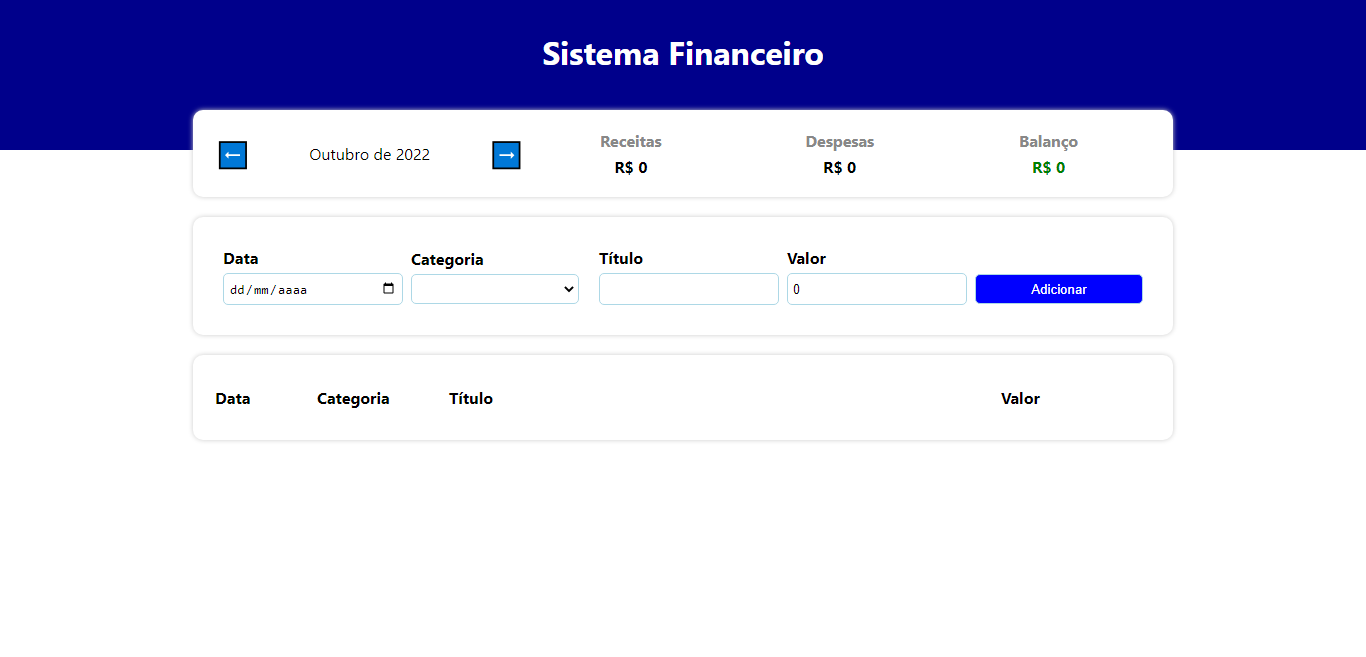 Sistema Financeiro
← Outubro de 2022 → Receitas Despesas Balanço
R$ 0 R$ 0 R$ 0
Data Categoria Título Valor
dd/mm/aaaa 0 Adicionar
Data Categoria Título Valor